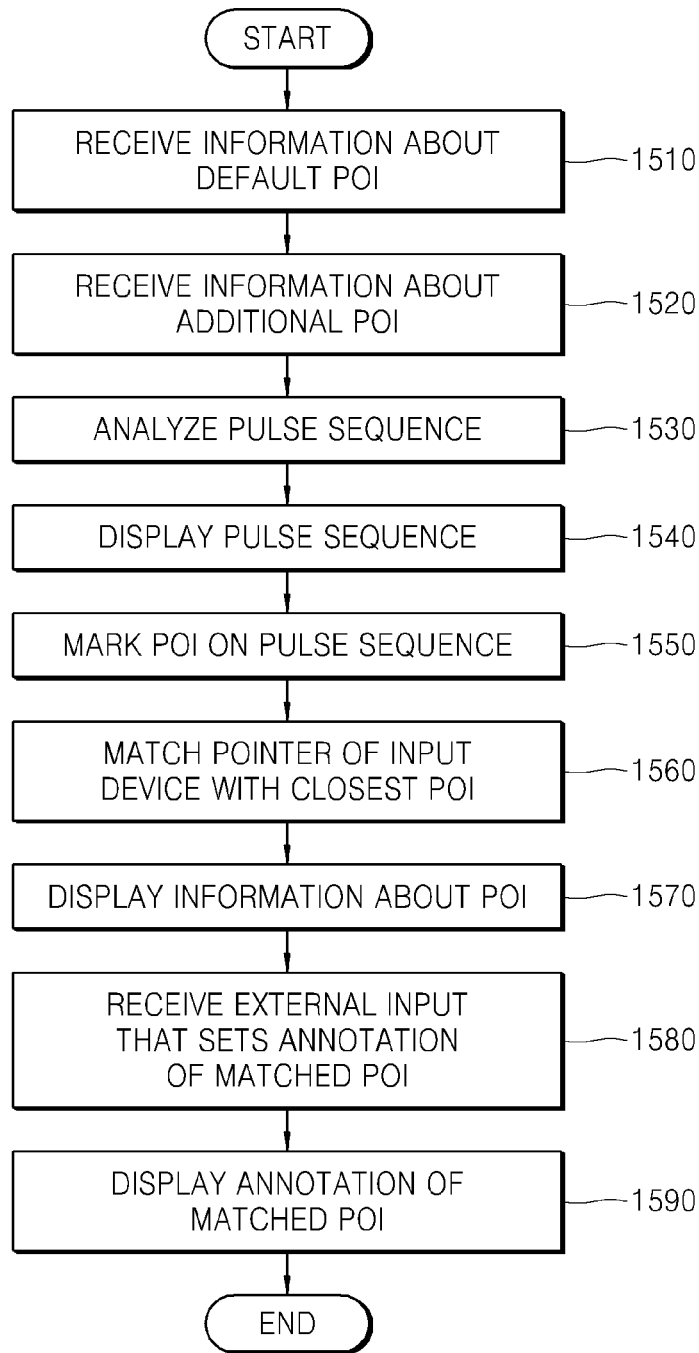 START
RECEIVE INFORMATION ABOUT
DEFAULT POI
1510
RECEIVE INFORMATION ABOUT
ADDITIONAL POI
1520
ANALYZE PULSE SEQUENCE
1530
DISPLAY PULSE SEQUENCE
1540
MARK POI ON PULSE SEQUENCE
1550
MATCH POINTER OF INPUT
DEVICE WITH CLOSEST POI
1560
DISPLAY INFORMATION ABOUT POI
1570
RECEIVE EXTERNAL INPUT
THAT SETS ANNOTATION
OF MATCHED POI
1580
DISPLAY ANNOTATION OF
MATCHED POI
1590
END